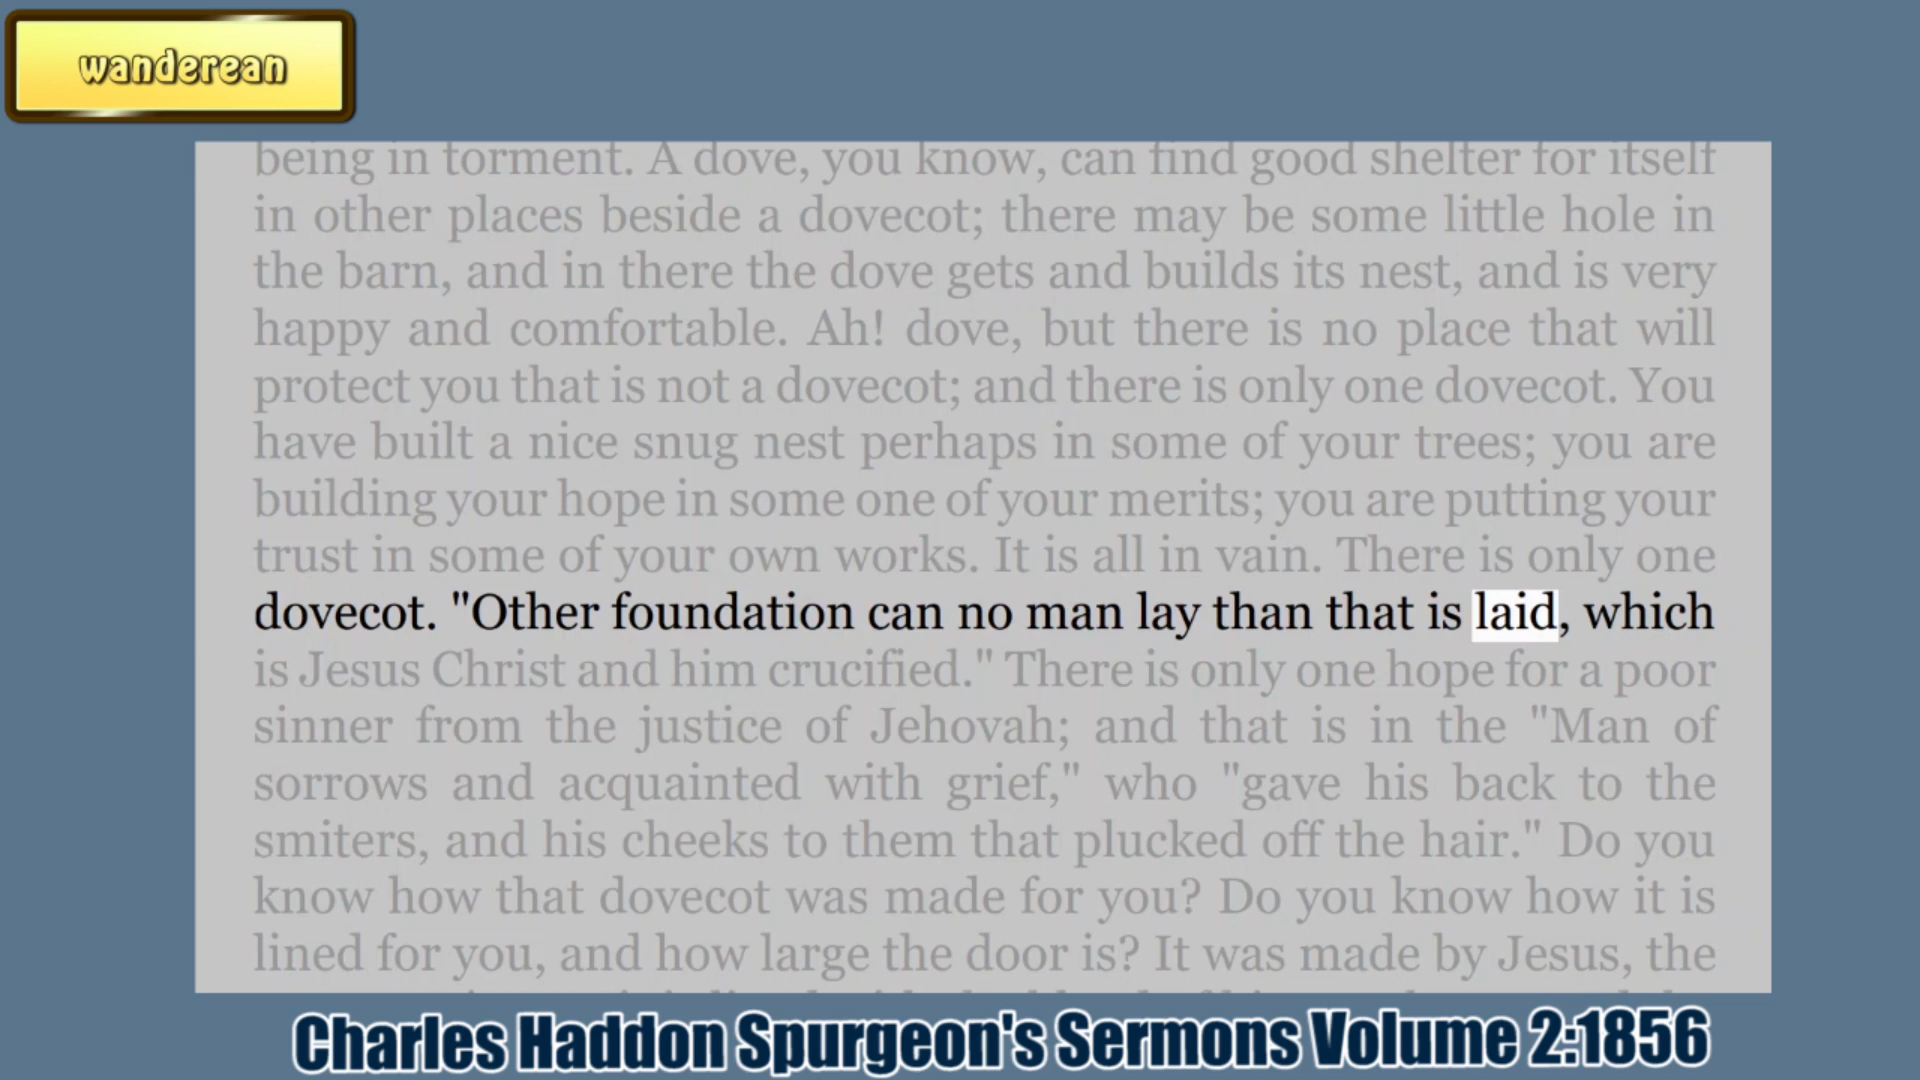 wanderean
being in torment. A dove, you know, can find good shelter for itself
in other places beside a dovecot; there may be some little hole in
the barn, and in there the dove gets and builds its nest, and is very
happy and comfortable. Ah! dove, but there is no place that will
protect you that is not a dovecot; and there is only one dovecot. You
have built a nice snug nest perhaps in some of your trees; you are
building your hope in some one of your merits; you are putting your
trust in some of your own works. It is all in vain. There is only one
dovecot. "Other foundation can no man lay than that is laid, which
is Jesus Christ and him crucified." There is only one hope for a poor
sinner from the justice of Jehovah; and that is in the "Man of
sorrows and acquainted with grief," who "gave his back to the
smiters, and his cheeks to them that plucked off the hair." Do you
know how that dovecot was made for you? Do you know how it is
lined for you, and how large the door is? It was made by Jesus, the
Charles Haddon Spurgeon's Sermons Volume 2:1856